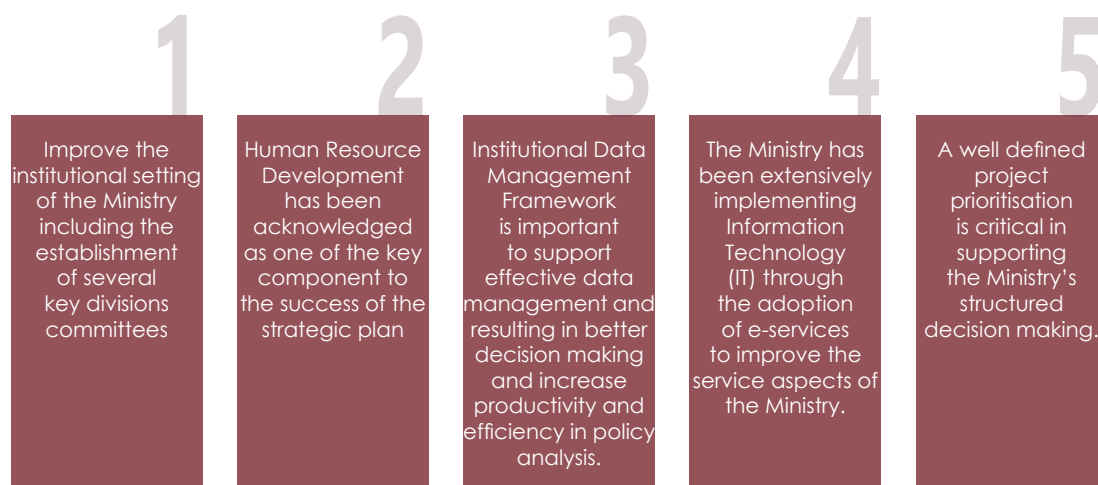 1
Improve the
institutional setting
of the Ministry
including the
establishment
of several
key divisions
committees
2
Human Resource
Development
has been
acknowledged
as one of the key
component to
the success of the
strategic plan
3
Institutional Data
Management
Framework
is important
to support
effective data
management and
resulting in better
decision making
and increase
productivity and
efficiency in policy
analysis.
4
The Ministry has
been extensively
implementing
Information
Technology
(IT) through
the adoption
of e-services
to improve the
service aspects of
the Ministry.
5
A well defined
project
prioritisation
is critical in
supporting
the Ministry’s
structured
decision making.